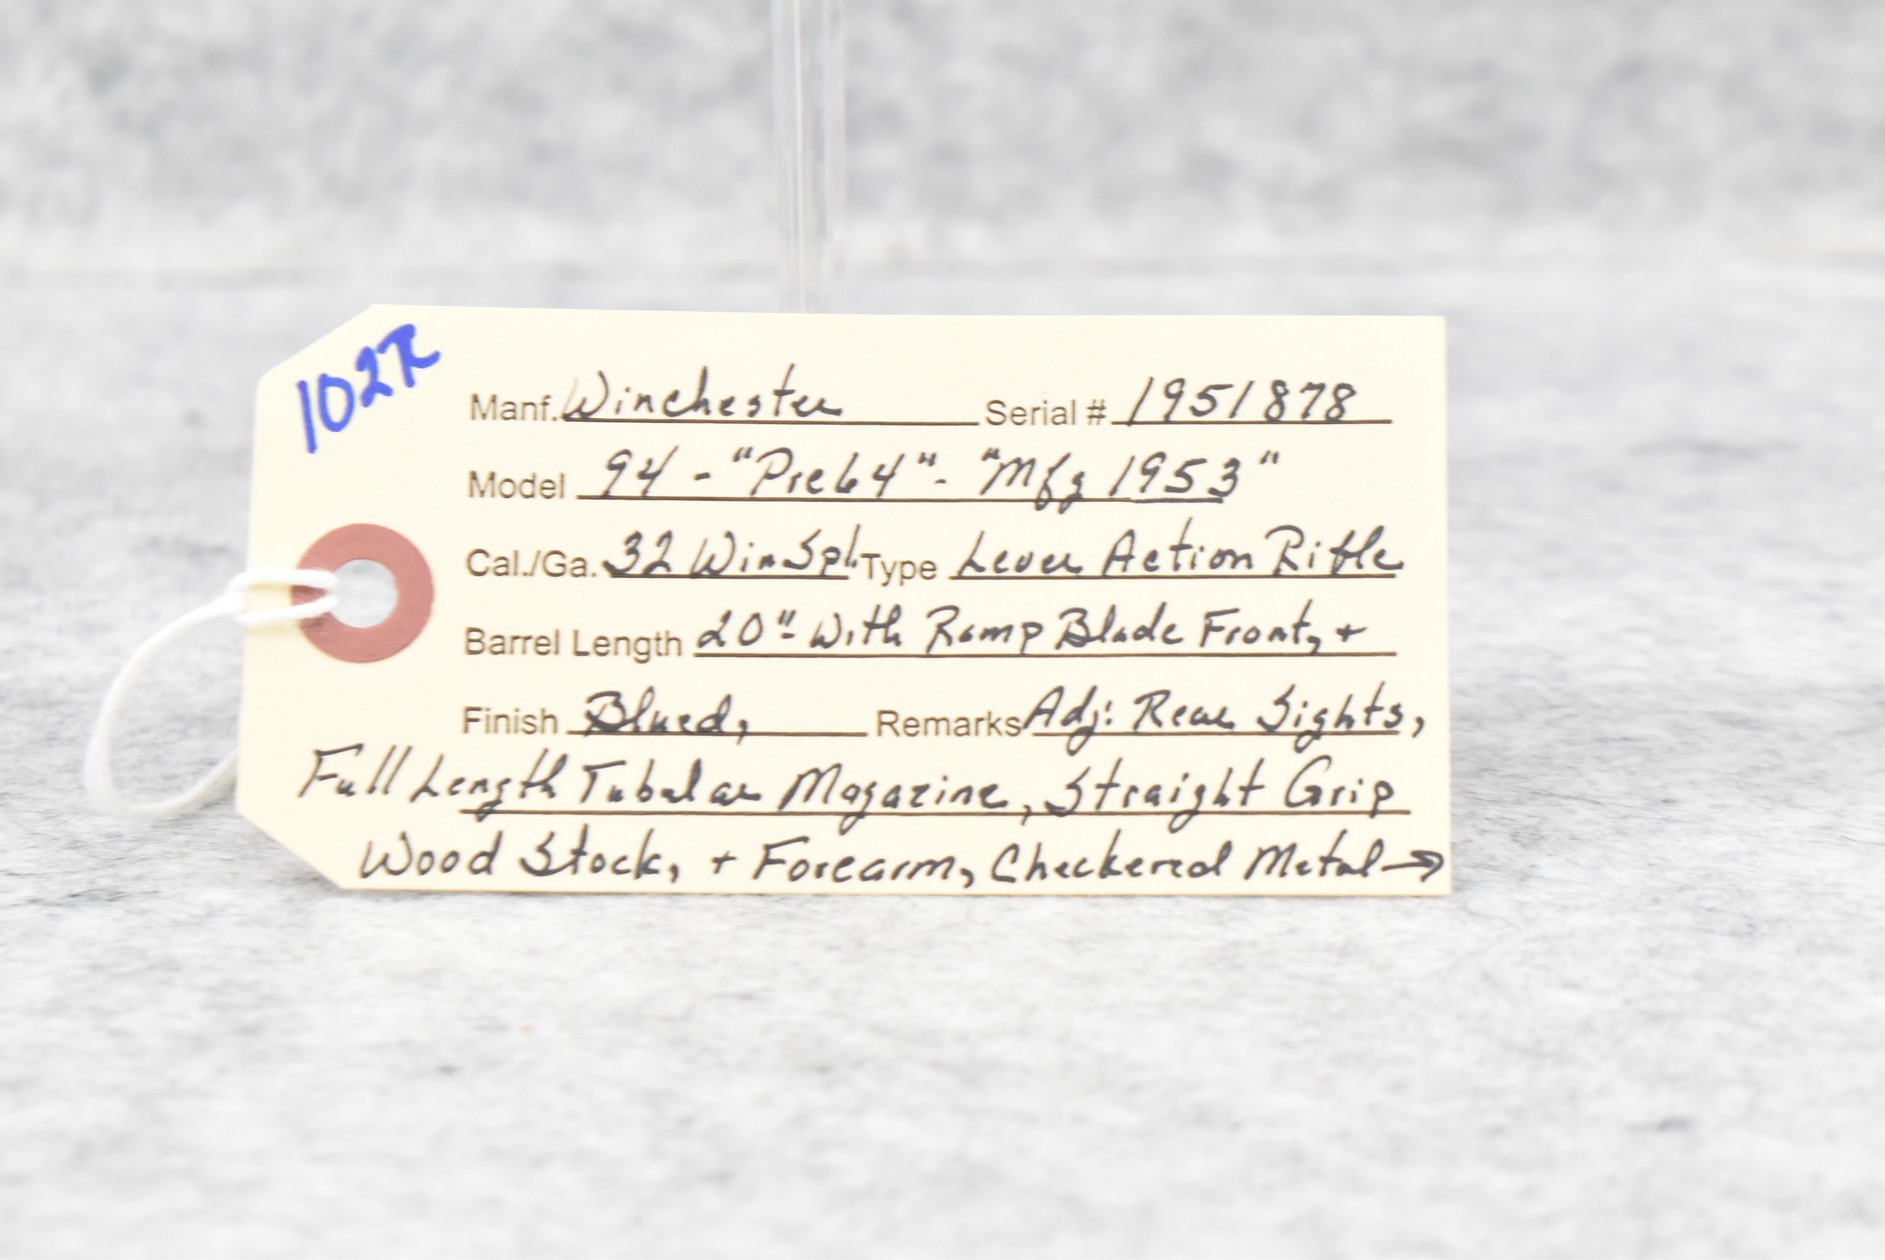 102R
Manf. Winchester Serial # 1951878
Model 94 - "Pre64" - "Mfg 1953"
Cal./Ga. 32 Win Spl. Type Lever Action Rifle
Barrel Length 20" - With Ramp Blade Front, +
Finish Blued, Remarks Adj. Rear Sights,
Full Length Tubular Magazine, Straight Grip
Wood Stock, + Forearm, Checkered Metal →